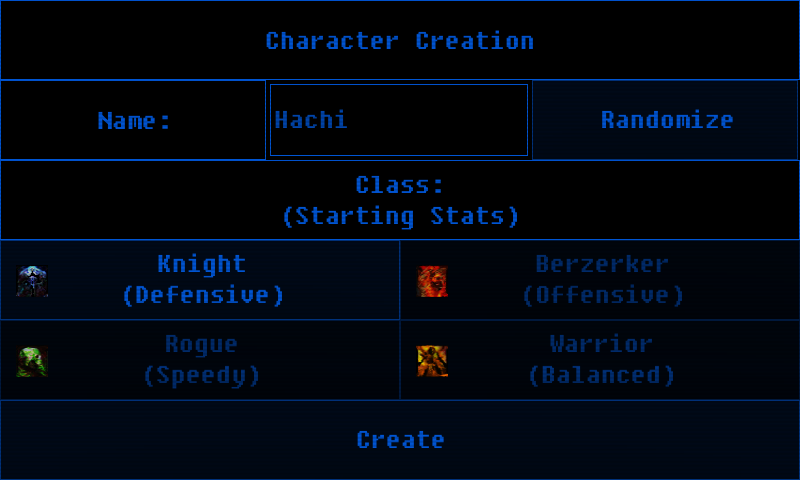 Character Creation
Name:
Hachi
Randomize
Class:
(Starting Stats)
Knight
(Defensive)
Berzerker
(Offensive)
Rogue
(Speedy)
Warrior
(Balanced)
Create